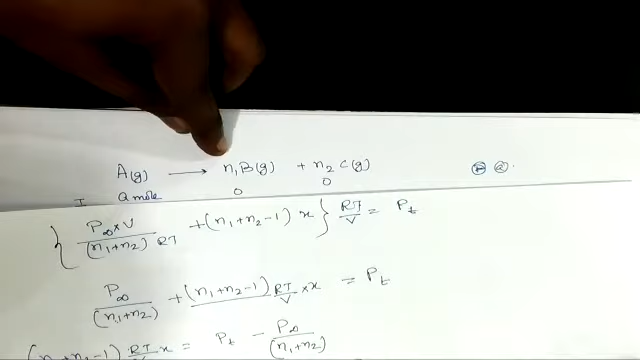 A(g) → n₁B(g) + n₂C(g) (P) (a).
I a mole 0 0
{ P∞×V/(n₁+n₂)RT + (n₁+n₂-1) x } RT/V = Pt
P∞/(n₁+n₂) + (n₁+n₂-1) RT/V × x = Pt
(n₁+n₂-1) RT/V x = Pt - P∞/(n₁+n₂)